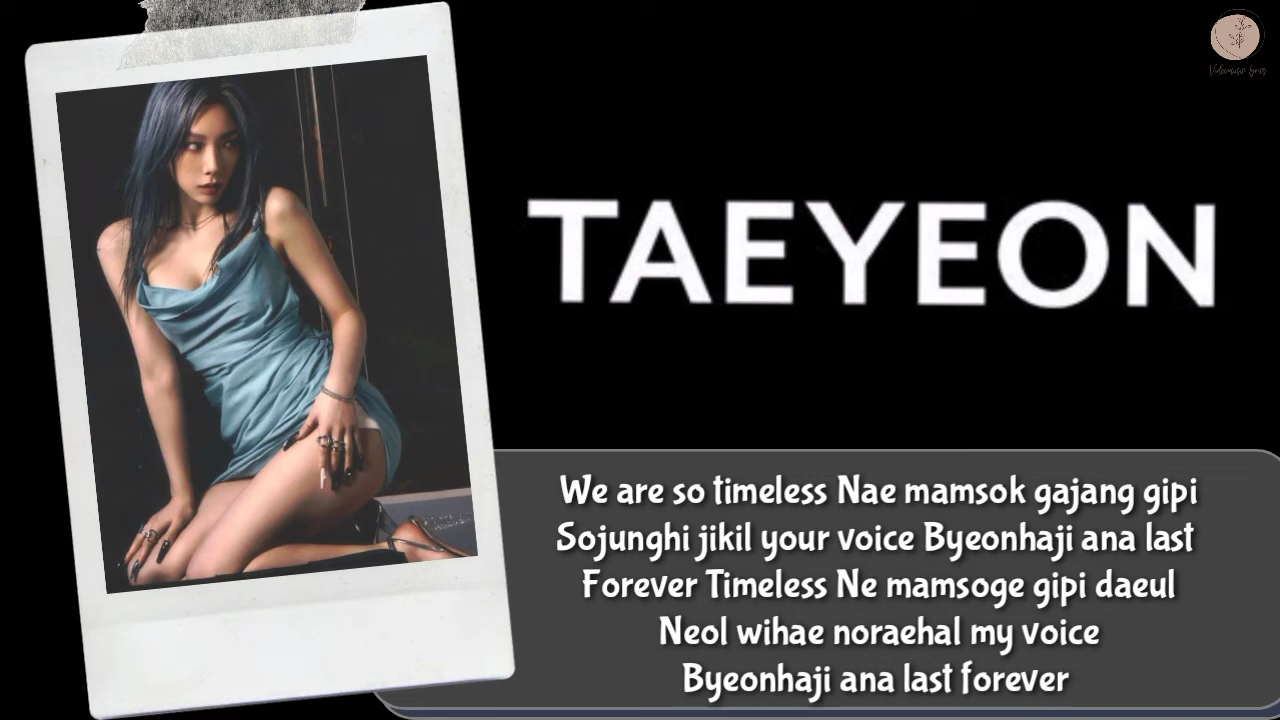 TAEYEON
We are so timeless Nae mamsok gajang gipi
Sojunghi jikil your voice Byeonhaji ana last
Forever Timeless Ne mamsoge gipi daeul
Neol wihae noraehal my voice
Byeonhaji ana last forever